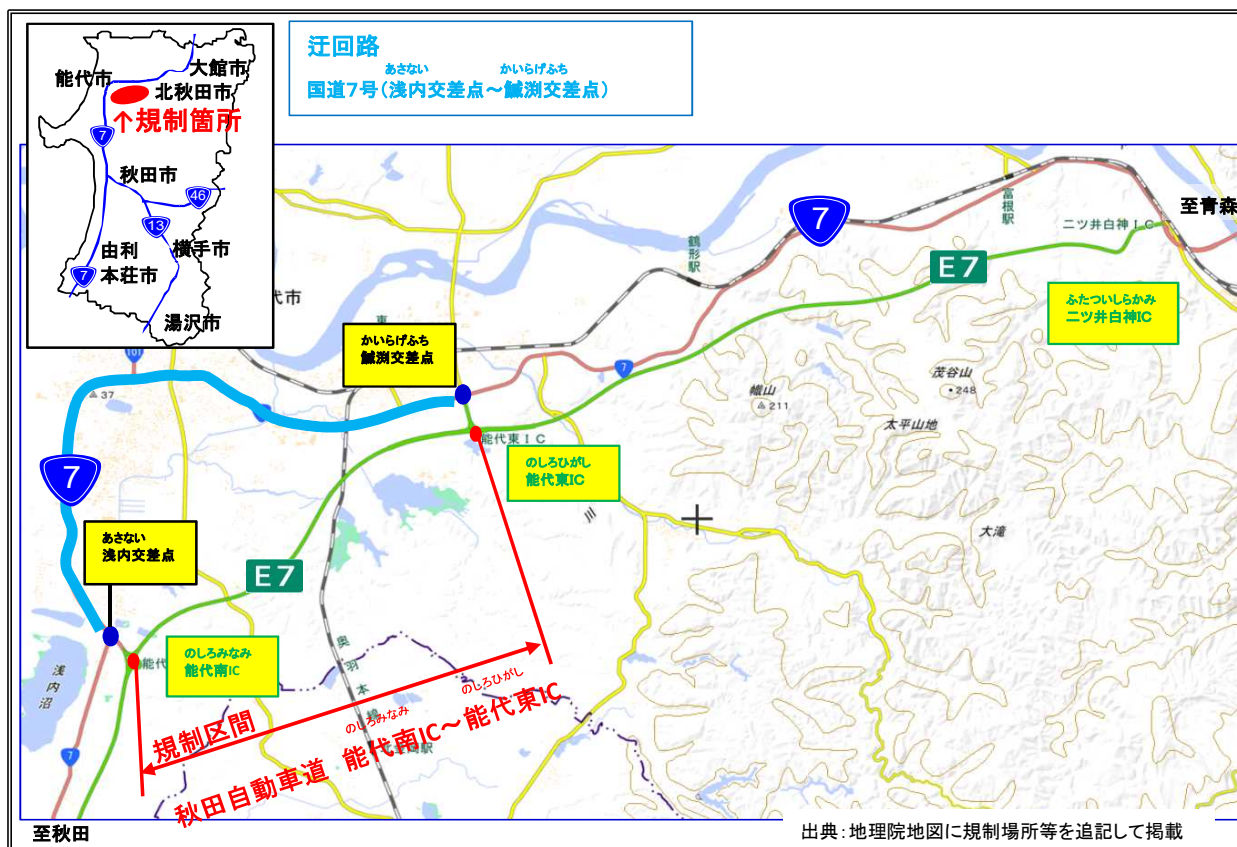 能代市
大館市
北秋田市
↑規制箇所
7
秋田市
46
13
横手市
由利
本荘市
7
湯沢市
迂回路
あさない
かいらげふち
国道7号(浅内交差点~鰄渕交差点)
至青森
7
富根駅
二ツ井白神IC
鶴形駅
E7
ふたついしらかみ
二ツ井白神IC
代市
東
かいらげふち
鰄渕交差点
101
7
37
幟山
211
茂谷山
248
太平山地
能代東IC
のしろひがし
能代東IC
7
川
大滝
あさない
浅内交差点
E7
のしろみなみ
能代南IC
能代
浅内沼
奥羽本線
規制区間
のしろみなみ
のしろひがし
秋田自動車道 能代南IC~能代東IC
駅
7
至秋田
出典:地理院地図に規制場所等を追記して掲載